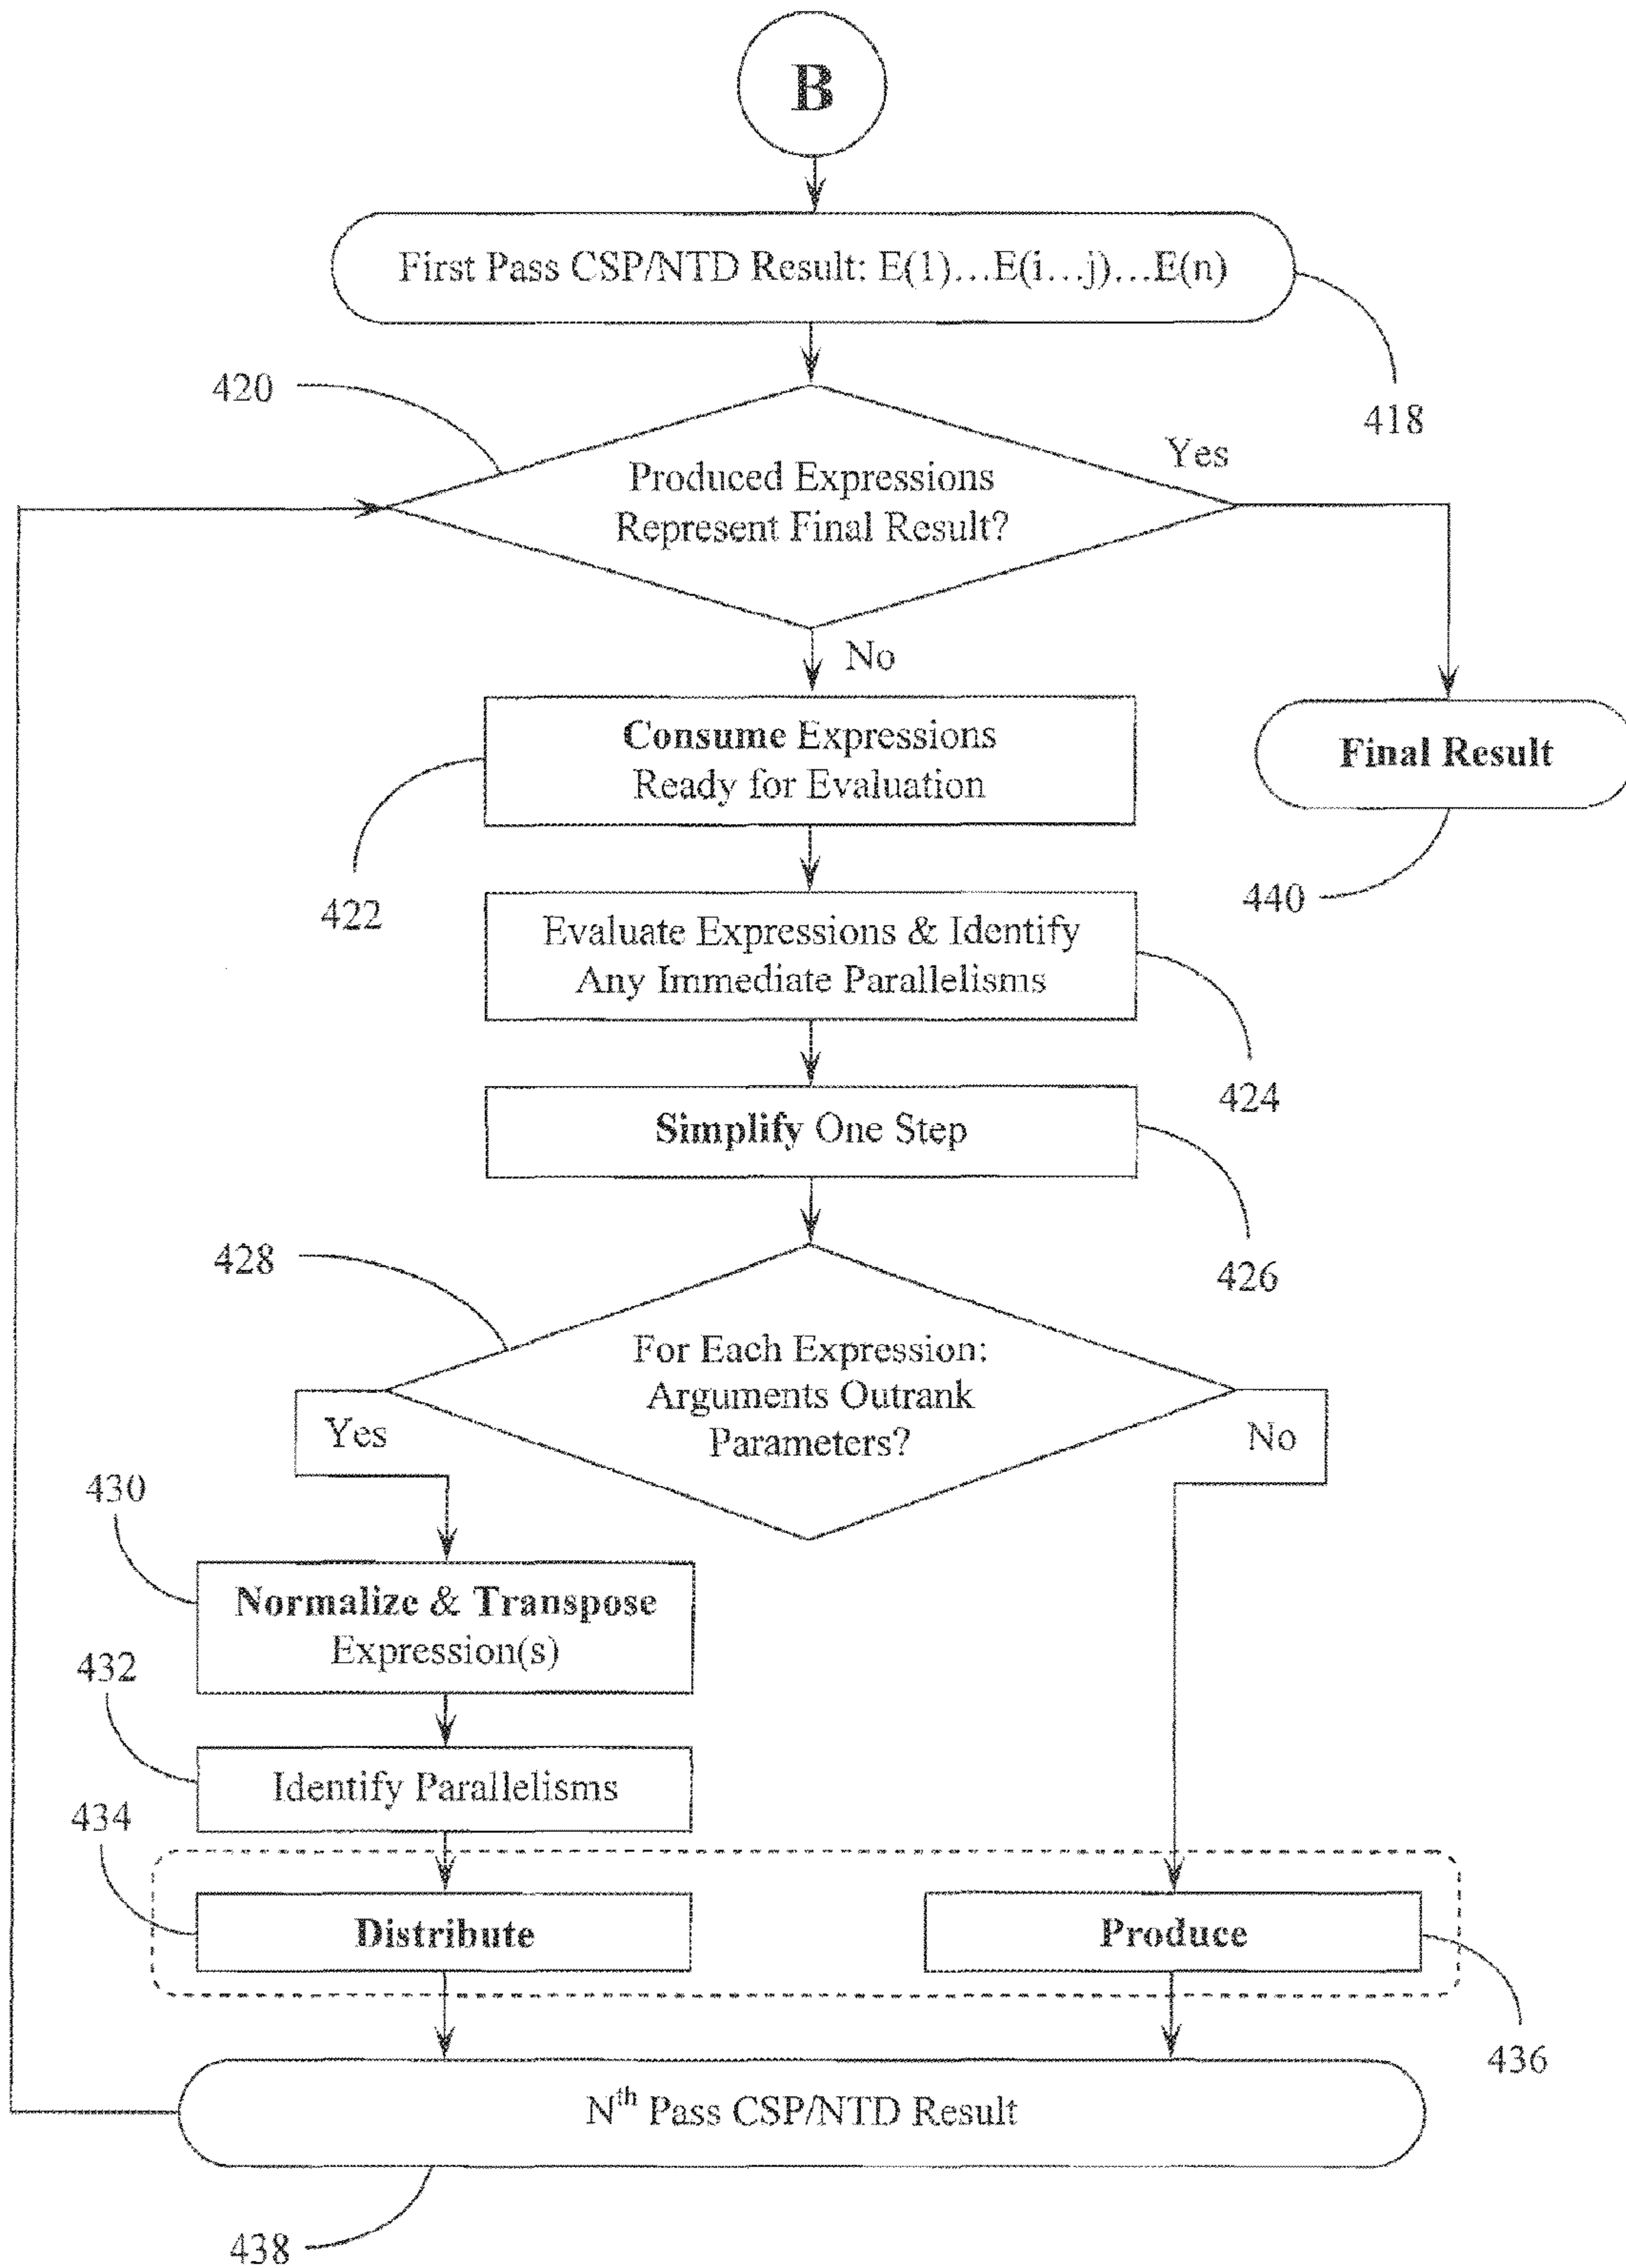 B
First Pass CSP/NTD Result: E(1)...E(i...j)...E(n)
420
418
Yes
Produced Expressions
Represent Final Result?
No
Consume Expressions
Ready for Evaluation
Final Result
422
440
Evaluate Expressions & Identify
Any Immediate Parallelisms
424
Simplify One Step
428
426
For Each Expression:
Arguments Outrank
Parameters?
Yes
No
430
Normalize & Transpose
Expression(s)
432
Identify Parallelisms
434
Distribute
Produce
436
Nth Pass CSP/NTD Result
438